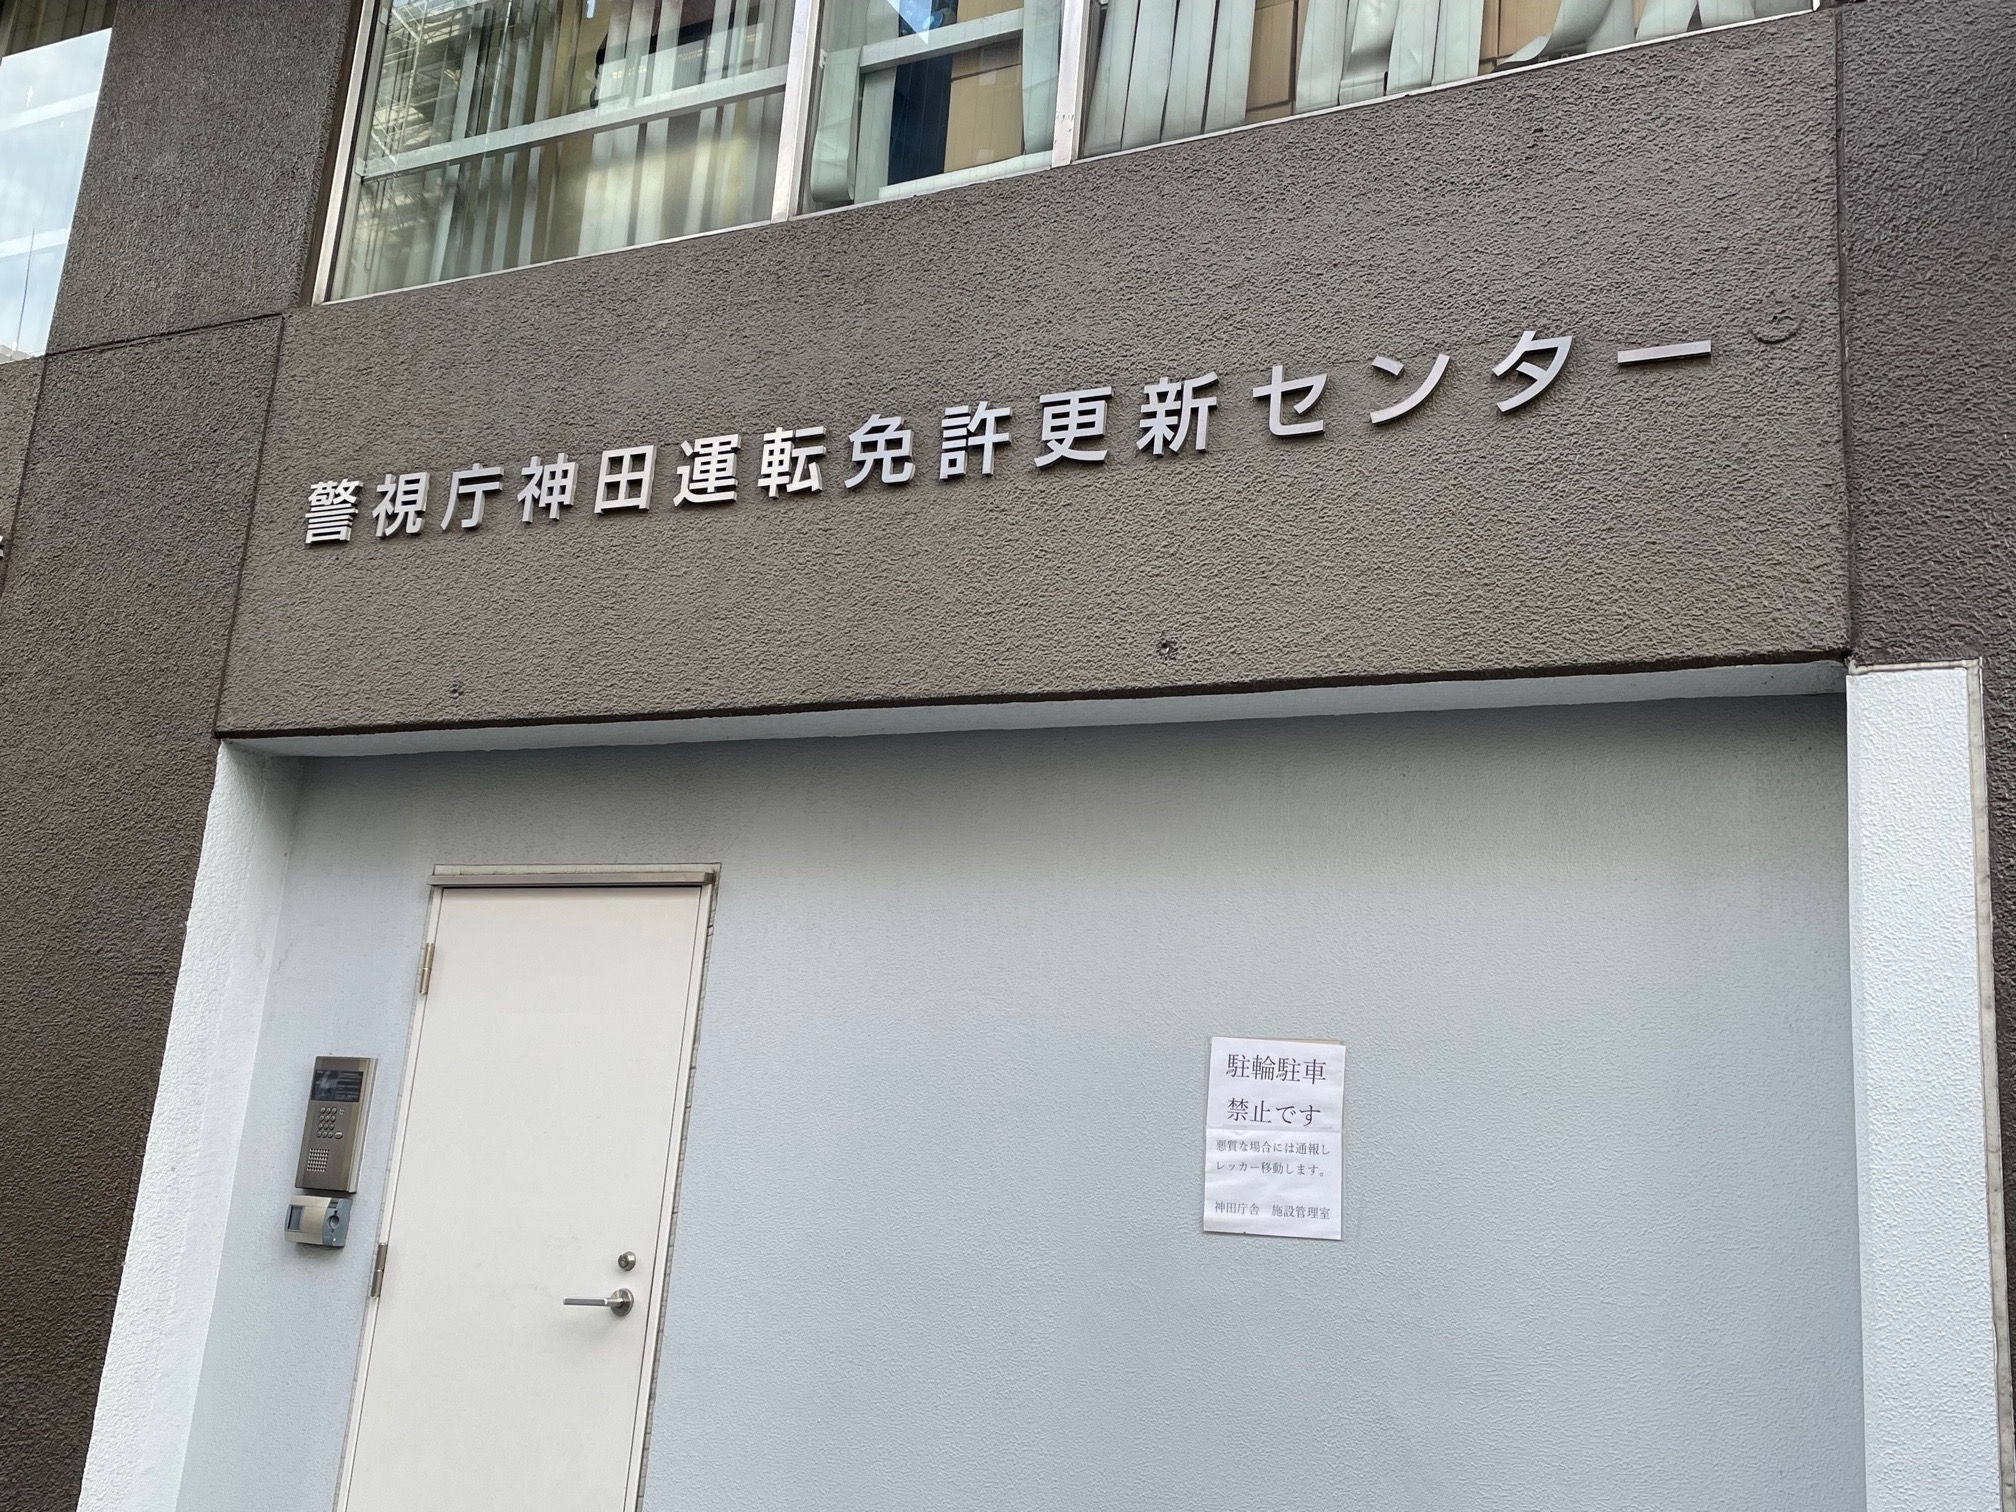 警視庁神田運転免許更新センター
駐輪駐車
禁止です
悪質な場合には通報し
レッカー移動します。
神田庁舎　施設管理室